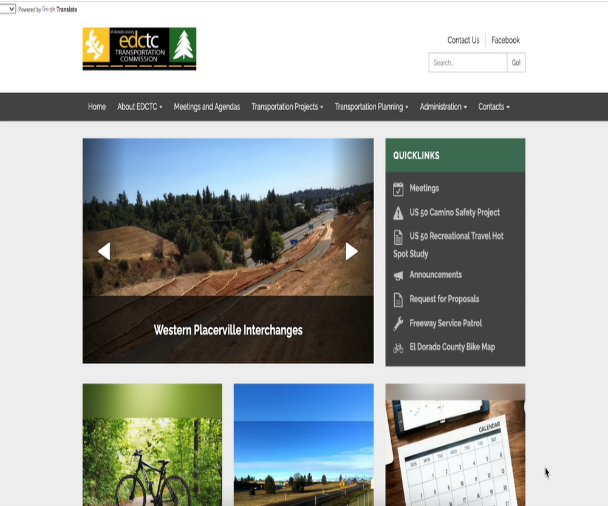 Powered by Google Translate
el dorado county
edctc
TRANSPORTATION
COMMISSION
Contact Us
Facebook
Search...
Go!
Home
About EDCTC
Meetings and Agendas
Transportation Projects
Transportation Planning
Administration
Contacts
QUICKLINKS
Meetings
US 50 Camino Safety Project
US 50 Recreational Travel Hot
Spot Study
Announcements
Request for Proposals
Freeway Service Patrol
El Dorado County Bike Map
Western Placerville Interchanges
CALENDAR